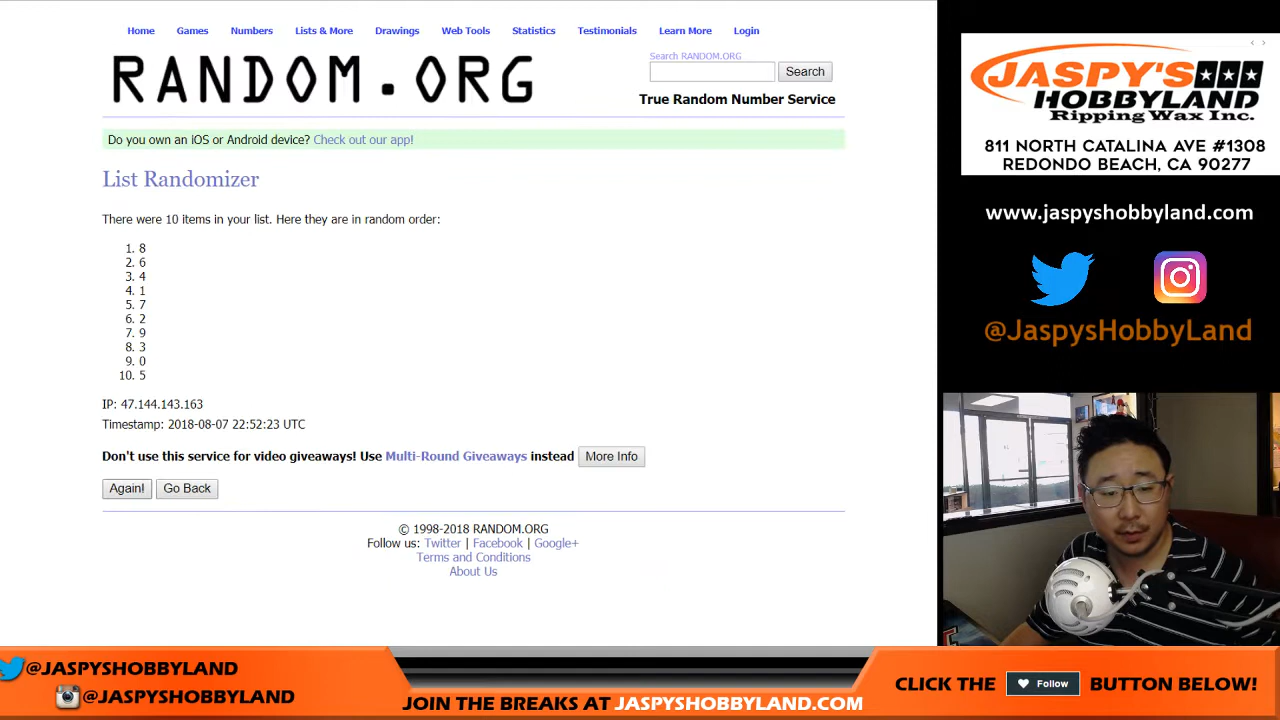 Home Games Numbers Lists & More Drawings Web Tools Statistics Testimonials Learn More Login
RANDOM.ORG
Search RANDOM.ORG
Search
True Random Number Service
Do you own an iOS or Android device? Check out our app!
List Randomizer
There were 10 items in your list. Here they are in random order:
1. 8
2. 6
3. 4
4. 1
5. 7
6. 2
7. 9
8. 3
9. 0
10. 5
IP: 47.144.143.163
Timestamp: 2018-08-07 22:52:23 UTC
Don't use this service for video giveaways! Use Multi-Round Giveaways instead More Info
Again! Go Back
© 1998-2018 RANDOM.ORG
Follow us: Twitter | Facebook | Google+
Terms and Conditions
About Us
JASPY'S
HOBBYLAND
Ripping Wax Inc.
811 NORTH CATALINA AVE #1308
REDONDO BEACH, CA 90277
www.jaspyshobbyland.com
@JaspysHobbyLand
@JASPYSHOBBYLAND
@JASPYSHOBBYLAND
JOIN THE BREAKS AT JASPYSHOBBYLAND.COM
CLICK THE Follow BUTTON BELOW!